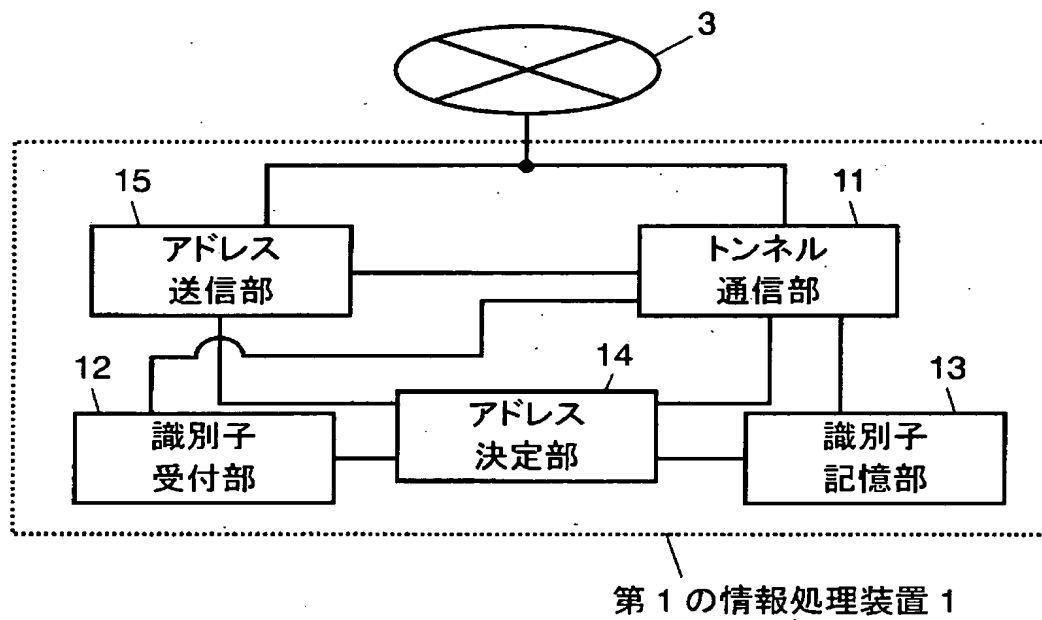 3
15
11
アドレス
送信部
トンネル
通信部
12
14
13
識別子
受付部
アドレス
決定部
識別子
記憶部
第1の情報処理装置1